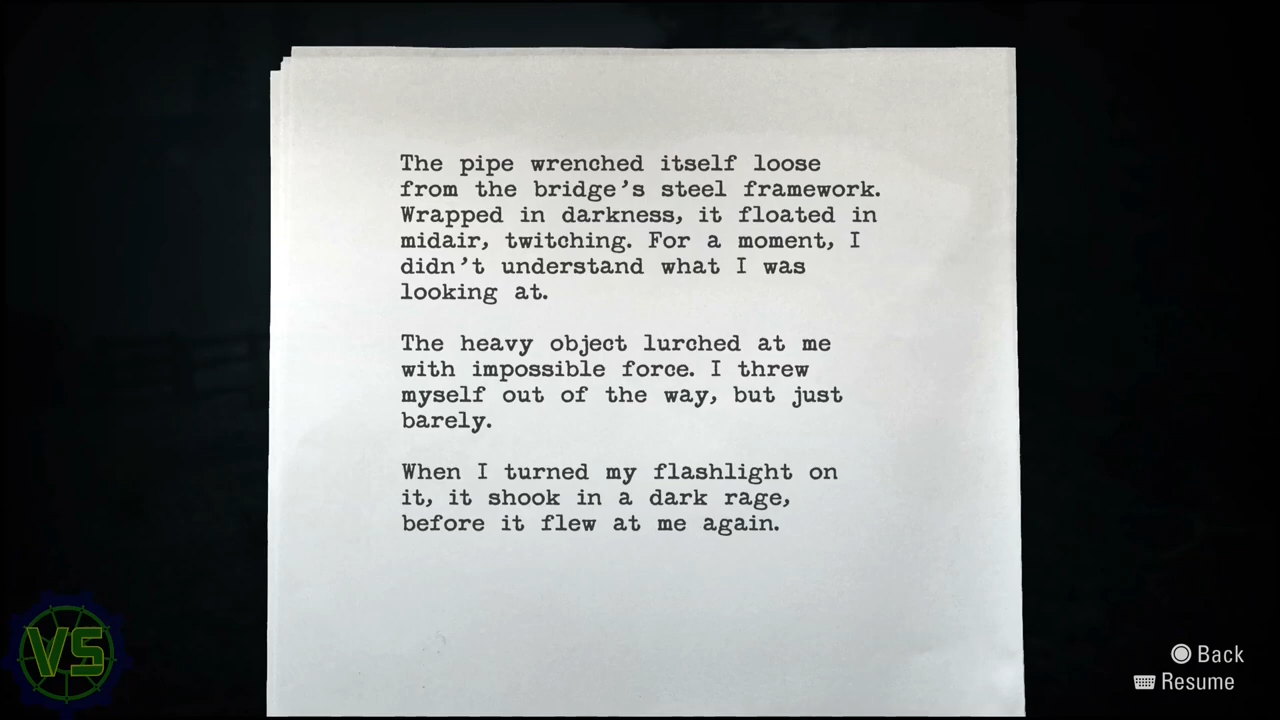 The pipe wrenched itself loose
from the bridge's steel framework.
Wrapped in darkness, it floated in
midair, twitching. For a moment, I
didn't understand what I was
looking at.
The heavy object lurched at me
with impossible force. I threw
myself out of the way, but just
barely.
When I turned my flashlight on
it, it shook in a dark rage,
before it flew at me again.
VS
Back
Resume